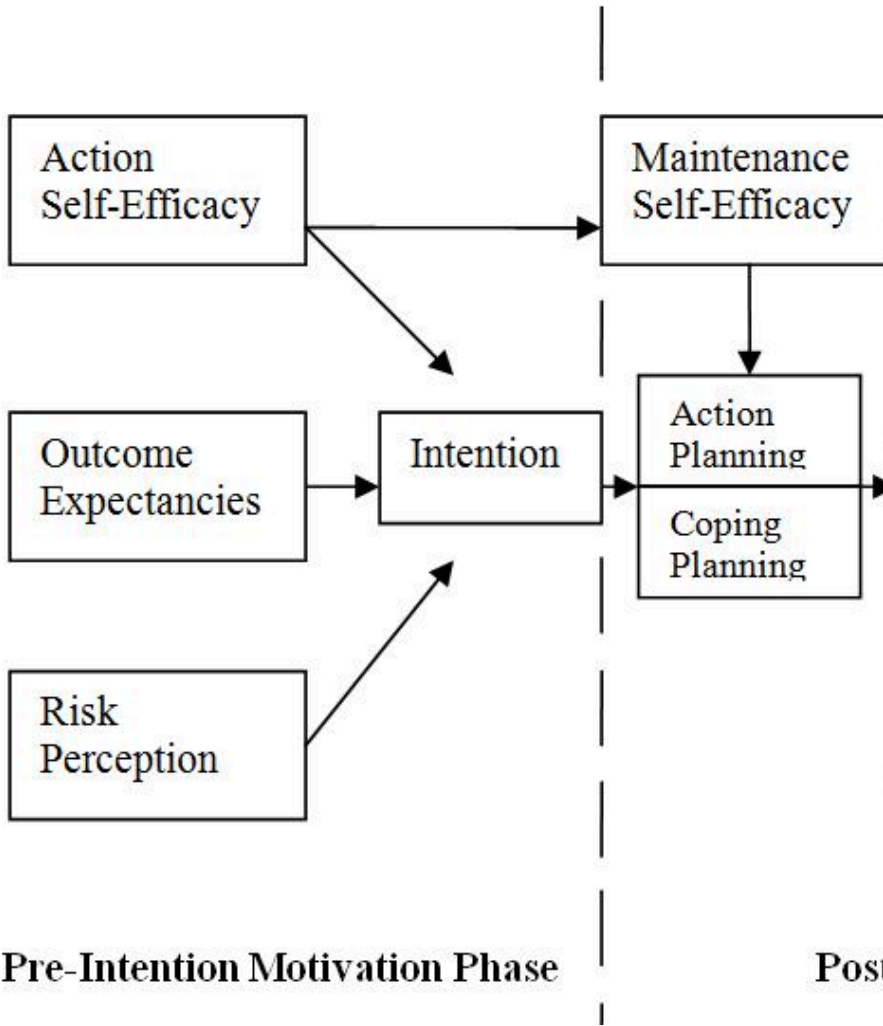 Action
Self-Efficacy
Maintenance
Self-Efficacy
Outcome
Expectancies
Intention
Action
Planning
Coping
Planning
Risk
Perception
Pre-Intention Motivation Phase
Post